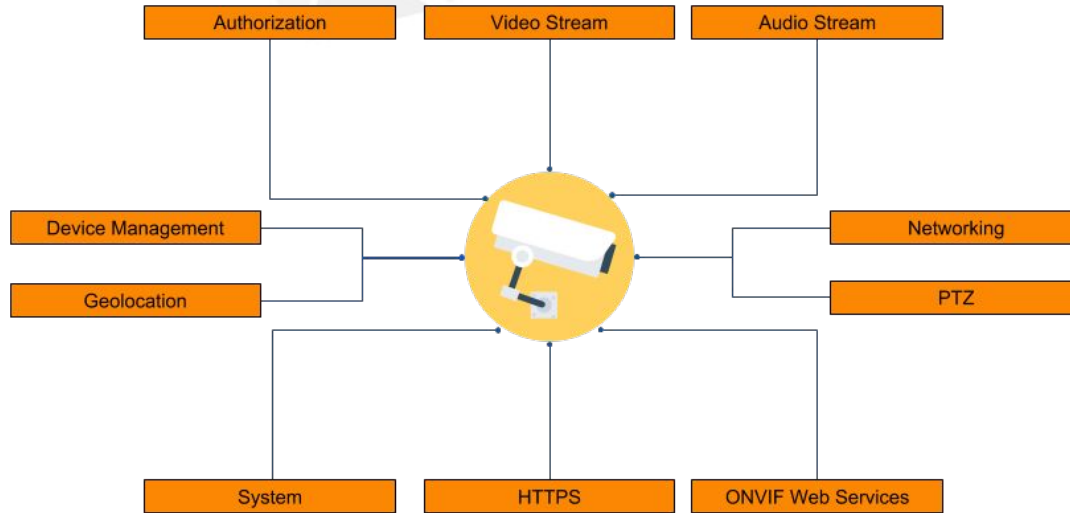 Authorization
Video Stream
Audio Stream
Device Management
Networking
Geolocation
PTZ
System
HTTPS
ONVIF Web Services